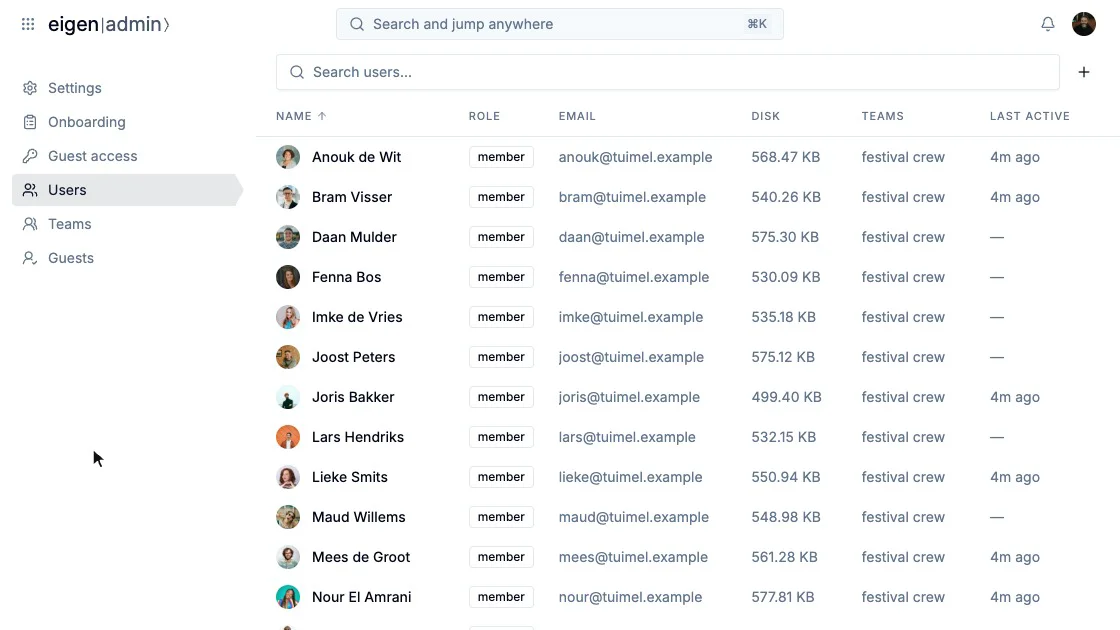 eigen|admin⟩
Search and jump anywhere ⌘K
Settings
Onboarding
Guest access
Users
Teams
Guests
Search users...
NAME ↑ ROLE EMAIL DISK TEAMS LAST ACTIVE
Anouk de Wit member anouk@tuimel.example 568.47 KB festival crew 4m ago
Bram Visser member bram@tuimel.example 540.26 KB festival crew 4m ago
Daan Mulder member daan@tuimel.example 575.30 KB festival crew —
Fenna Bos member fenna@tuimel.example 530.09 KB festival crew —
Imke de Vries member imke@tuimel.example 535.18 KB festival crew —
Joost Peters member joost@tuimel.example 575.12 KB festival crew —
Joris Bakker member joris@tuimel.example 499.40 KB festival crew 4m ago
Lars Hendriks member lars@tuimel.example 532.15 KB festival crew —
Lieke Smits member lieke@tuimel.example 550.94 KB festival crew 4m ago
Maud Willems member maud@tuimel.example 548.98 KB festival crew —
Mees de Groot member mees@tuimel.example 561.28 KB festival crew 4m ago
Nour El Amrani member nour@tuimel.example 577.81 KB festival crew 4m ago